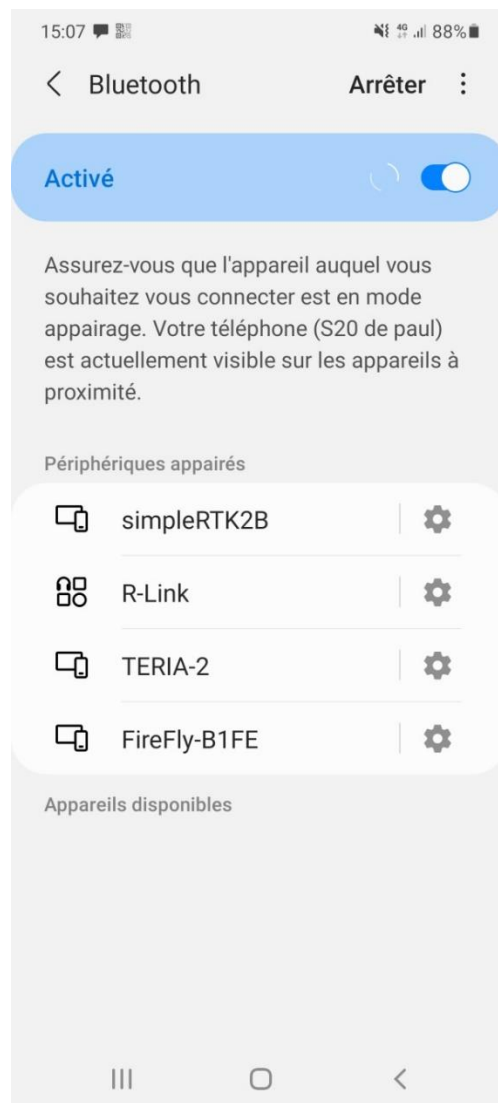 15:07 4G 88%
Bluetooth Arrêter
Activé
Assurez-vous que l'appareil auquel vous
souhaitez vous connecter est en mode
appairage. Votre téléphone (S20 de paul)
est actuellement visible sur les appareils à
proximité.
Périphériques appairés
simpleRTK2B
R-Link
TERIA-2
FireFly-B1FE
Appareils disponibles